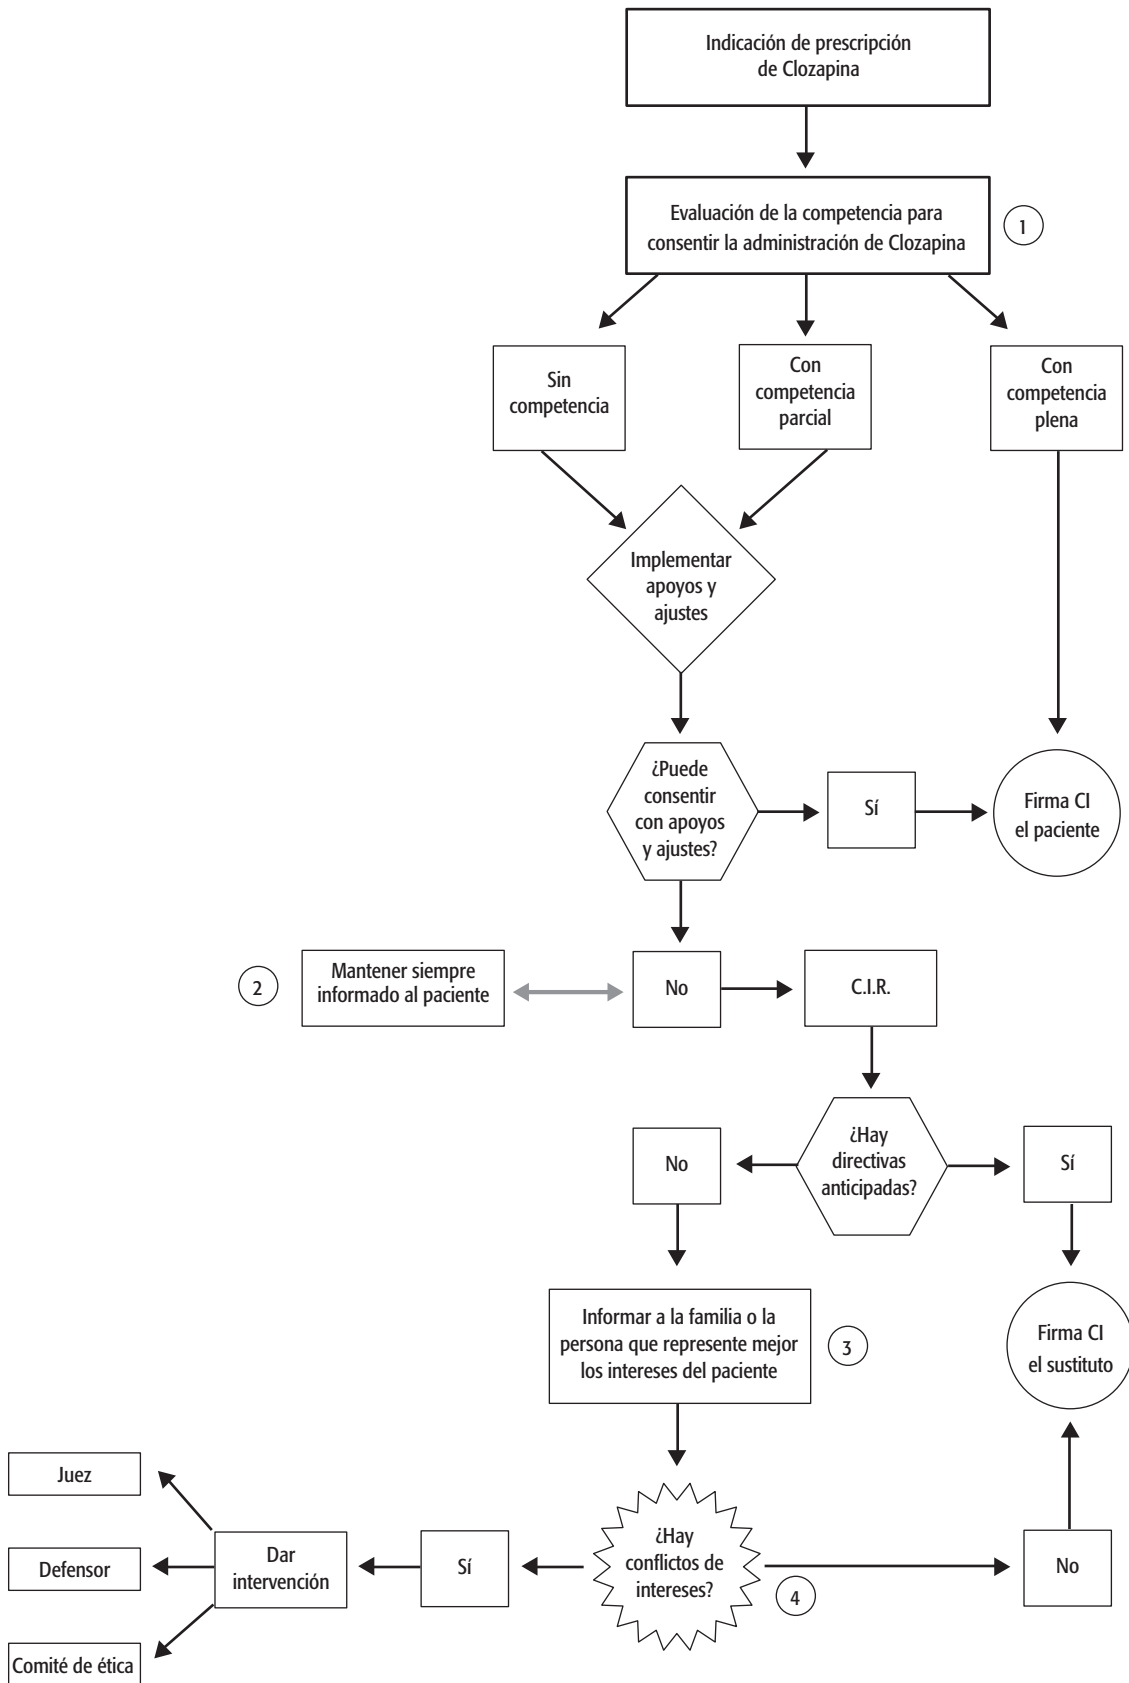 Indicación de prescripción
de Clozapina
Evaluación de la competencia para
consentir la administración de Clozapina
1
Sin
competencia
Con
competencia
parcial
Con
competencia
plena
Implementar
apoyos y
ajustes
¿Puede
consentir
con apoyos
y ajustes?
Sí
Firma CI
el paciente
2
Mantener siempre
informado al paciente
No
C.I.R.
¿Hay
directivas
anticipadas?
No
Sí
Informar a la familia o la
persona que represente mejor
los intereses del paciente
3
Firma CI
el sustituto
Juez
Defensor
Comité de ética
Dar
intervención
Sí
¿Hay
conflictos de
intereses?
4
No